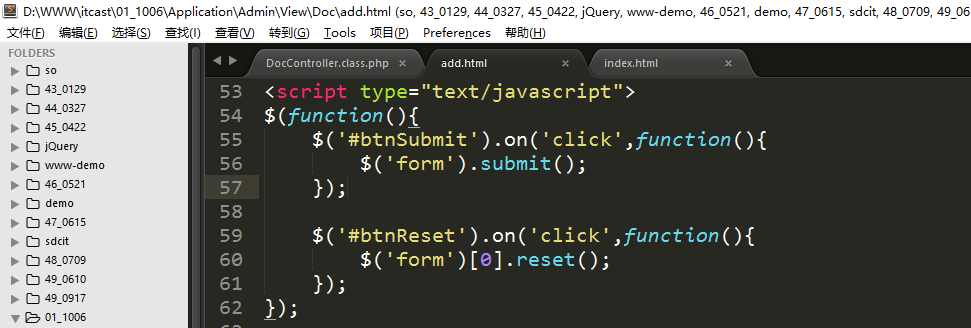 D:\WWW\itcast\01_1006\Application\Admin\View\Doc\add.html (so, 43_0129, 44_0327, 45_0422, jQuery, www-demo, 46_0521, demo, 47_0615, sdcit, 48_0709, 49_06
文件(F) 编辑(E) 选择(S) 查找(I) 查看(V) 转到(G) Tools 项目(P) Preferences 帮助(H)
FOLDERS
so
43_0129
44_0327
45_0422
jQuery
www-demo
46_0521
demo
47_0615
sdcit
48_0709
49_0610
49_0917
01_1006
DocController.class.php × add.html × index.html ×
53 <script type="text/javascript">
54 $(function(){
55 $('#btnSubmit').on('click',function(){
56 $('form').submit();
57 });
58
59 $('#btnReset').on('click',function(){
60 $('form')[0].reset();
61 });
62 });